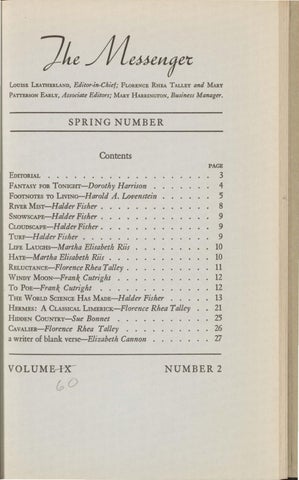 The Messenger
Louise Leatherland, Editor-in-Chief; Florence Rhea Talley and Mary
Patterson Early, Associate Editors; Mary Harrington, Business Manager.
SPRING NUMBER
Contents
PAGE
Editorial . . . . . . . . . . . . . . . . . 3
Fantasy for Tonight—Dorothy Harrison . . . . . . . 4
Footnotes to Living—Harold A. Lovenstein . . . . . . 5
River Mist—Halder Fisher . . . . . . . . . . . 8
Snowscape—Halder Fisher . . . . . . . . . . . 9
Cloudscape—Halder Fisher . . . . . . . . . . . 9
Turf—Halder Fisher . . . . . . . . . . . . . 9
Life Laughs—Martha Elisabeth Riis . . . . . . . . 10
Hate—Martha Elisabeth Riis . . . . . . . . . . 10
Reluctance—Florence Rhea Talley . . . . . . . . . 11
Windy Moon—Frank Cutright . . . . . . . . . . 12
To Poe—Frank Cutright . . . . . . . . . . . . 12
The World Science Has Made—Halder Fisher . . . . 13
Hermes: A Classical Limerick—Florence Rhea Talley . . 21
Hidden Country—Sue Bonnet . . . . . . . . . . 25
Cavalier—Florence Rhea Talley . . . . . . . . . 26
a writer of blank verse—Elizabeth Cannon . . . . . . 27
VOLUME IX NUMBER 2
60